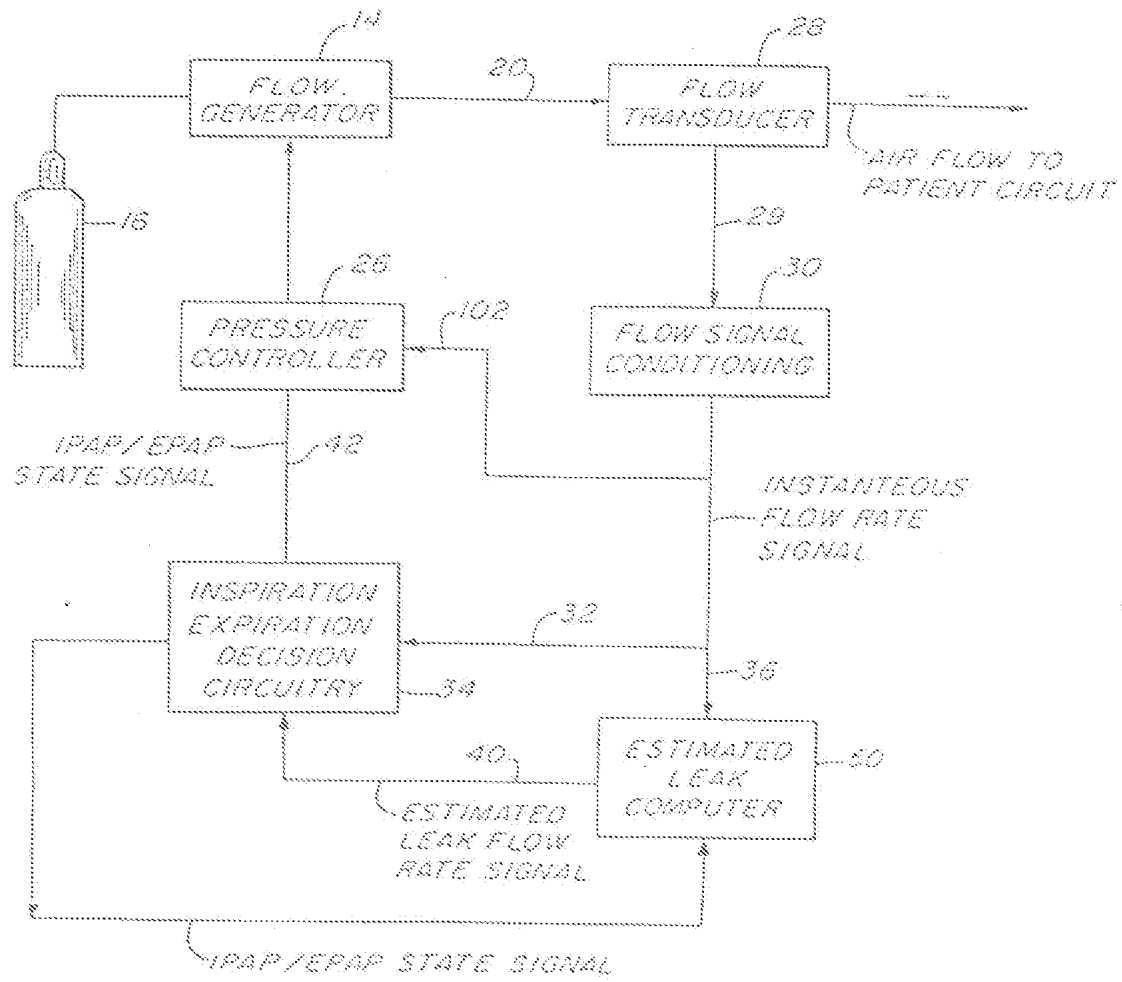 14
FLOW
GENERATOR
20
28
FLOW
TRANSDUCER
AIR FLOW TO
PATIENT CIRCUIT
16
29
26
PRESSURE
CONTROLLER
102
30
FLOW SIGNAL
CONDITIONING
IPAP/EPAP
STATE SIGNAL
42
INSTANTEOUS
FLOW RATE
SIGNAL
INSPIRATION
EXPIRATION
DECISION
CIRCUITRY
34
32
36
40
ESTIMATED
LEAK
COMPUTER
50
ESTIMATED
LEAK FLOW
RATE SIGNAL
IPAP/EPAP STATE SIGNAL